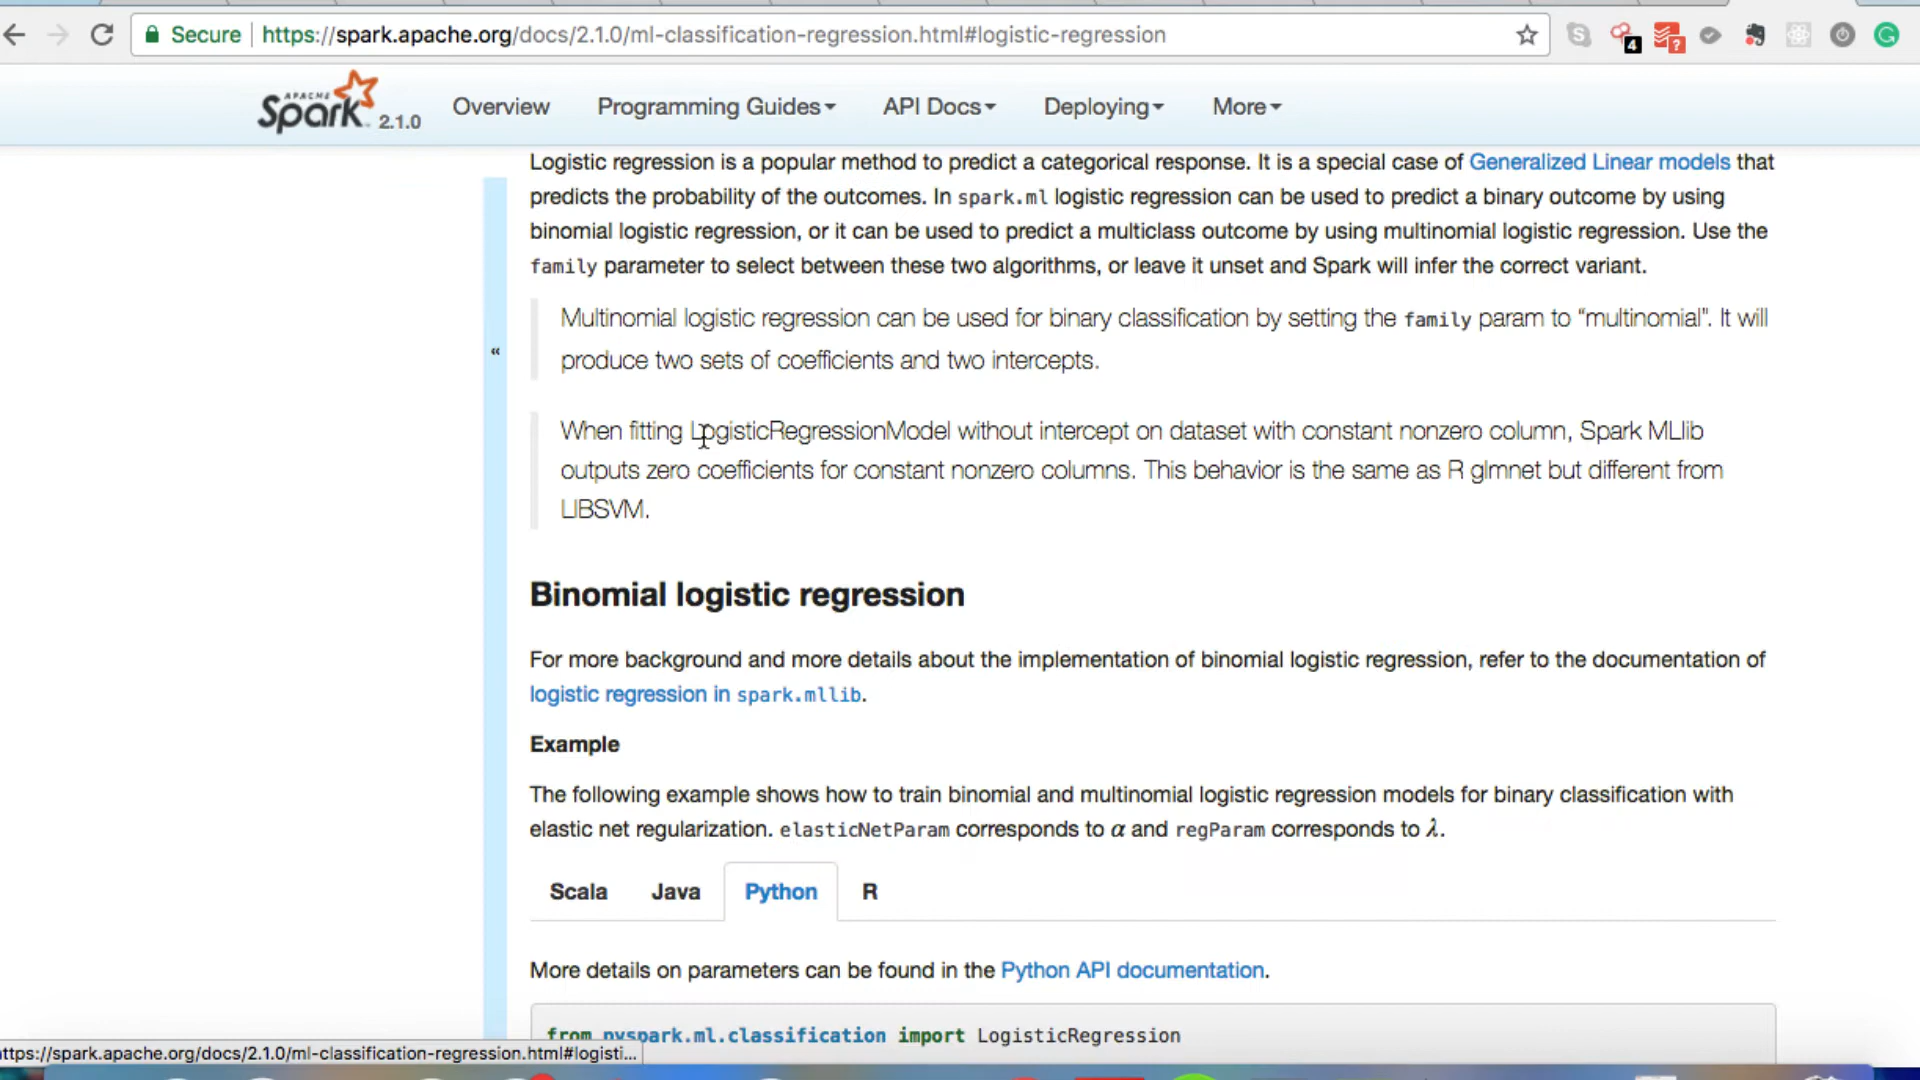 Secure https://spark.apache.org/docs/2.1.0/ml-classification-regression.html#logistic-regression
4
?
APACHE Spark 2.1.0 Overview Programming Guides API Docs Deploying More
Logistic regression is a popular method to predict a categorical response. It is a special case of Generalized Linear models that
predicts the probability of the outcomes. In spark.ml logistic regression can be used to predict a binary outcome by using
binomial logistic regression, or it can be used to predict a multiclass outcome by using multinomial logistic regression. Use the
family parameter to select between these two algorithms, or leave it unset and Spark will infer the correct variant.
Multinomial logistic regression can be used for binary classification by setting the family param to “multinomial”. It will
produce two sets of coefficients and two intercepts.
«
When fitting LogisticRegressionModel without intercept on dataset with constant nonzero column, Spark MLlib
outputs zero coefficients for constant nonzero columns. This behavior is the same as R glmnet but different from
LIBSVM.
Binomial logistic regression
For more background and more details about the implementation of binomial logistic regression, refer to the documentation of
logistic regression in spark.mllib.
Example
The following example shows how to train binomial and multinomial logistic regression models for binary classification with
elastic net regularization. elasticNetParam corresponds to α and regParam corresponds to λ.
Scala Java Python R
More details on parameters can be found in the Python API documentation.
from pyspark.ml.classification import LogisticRegression
ttps://spark.apache.org/docs/2.1.0/ml-classification-regression.html#logisti...